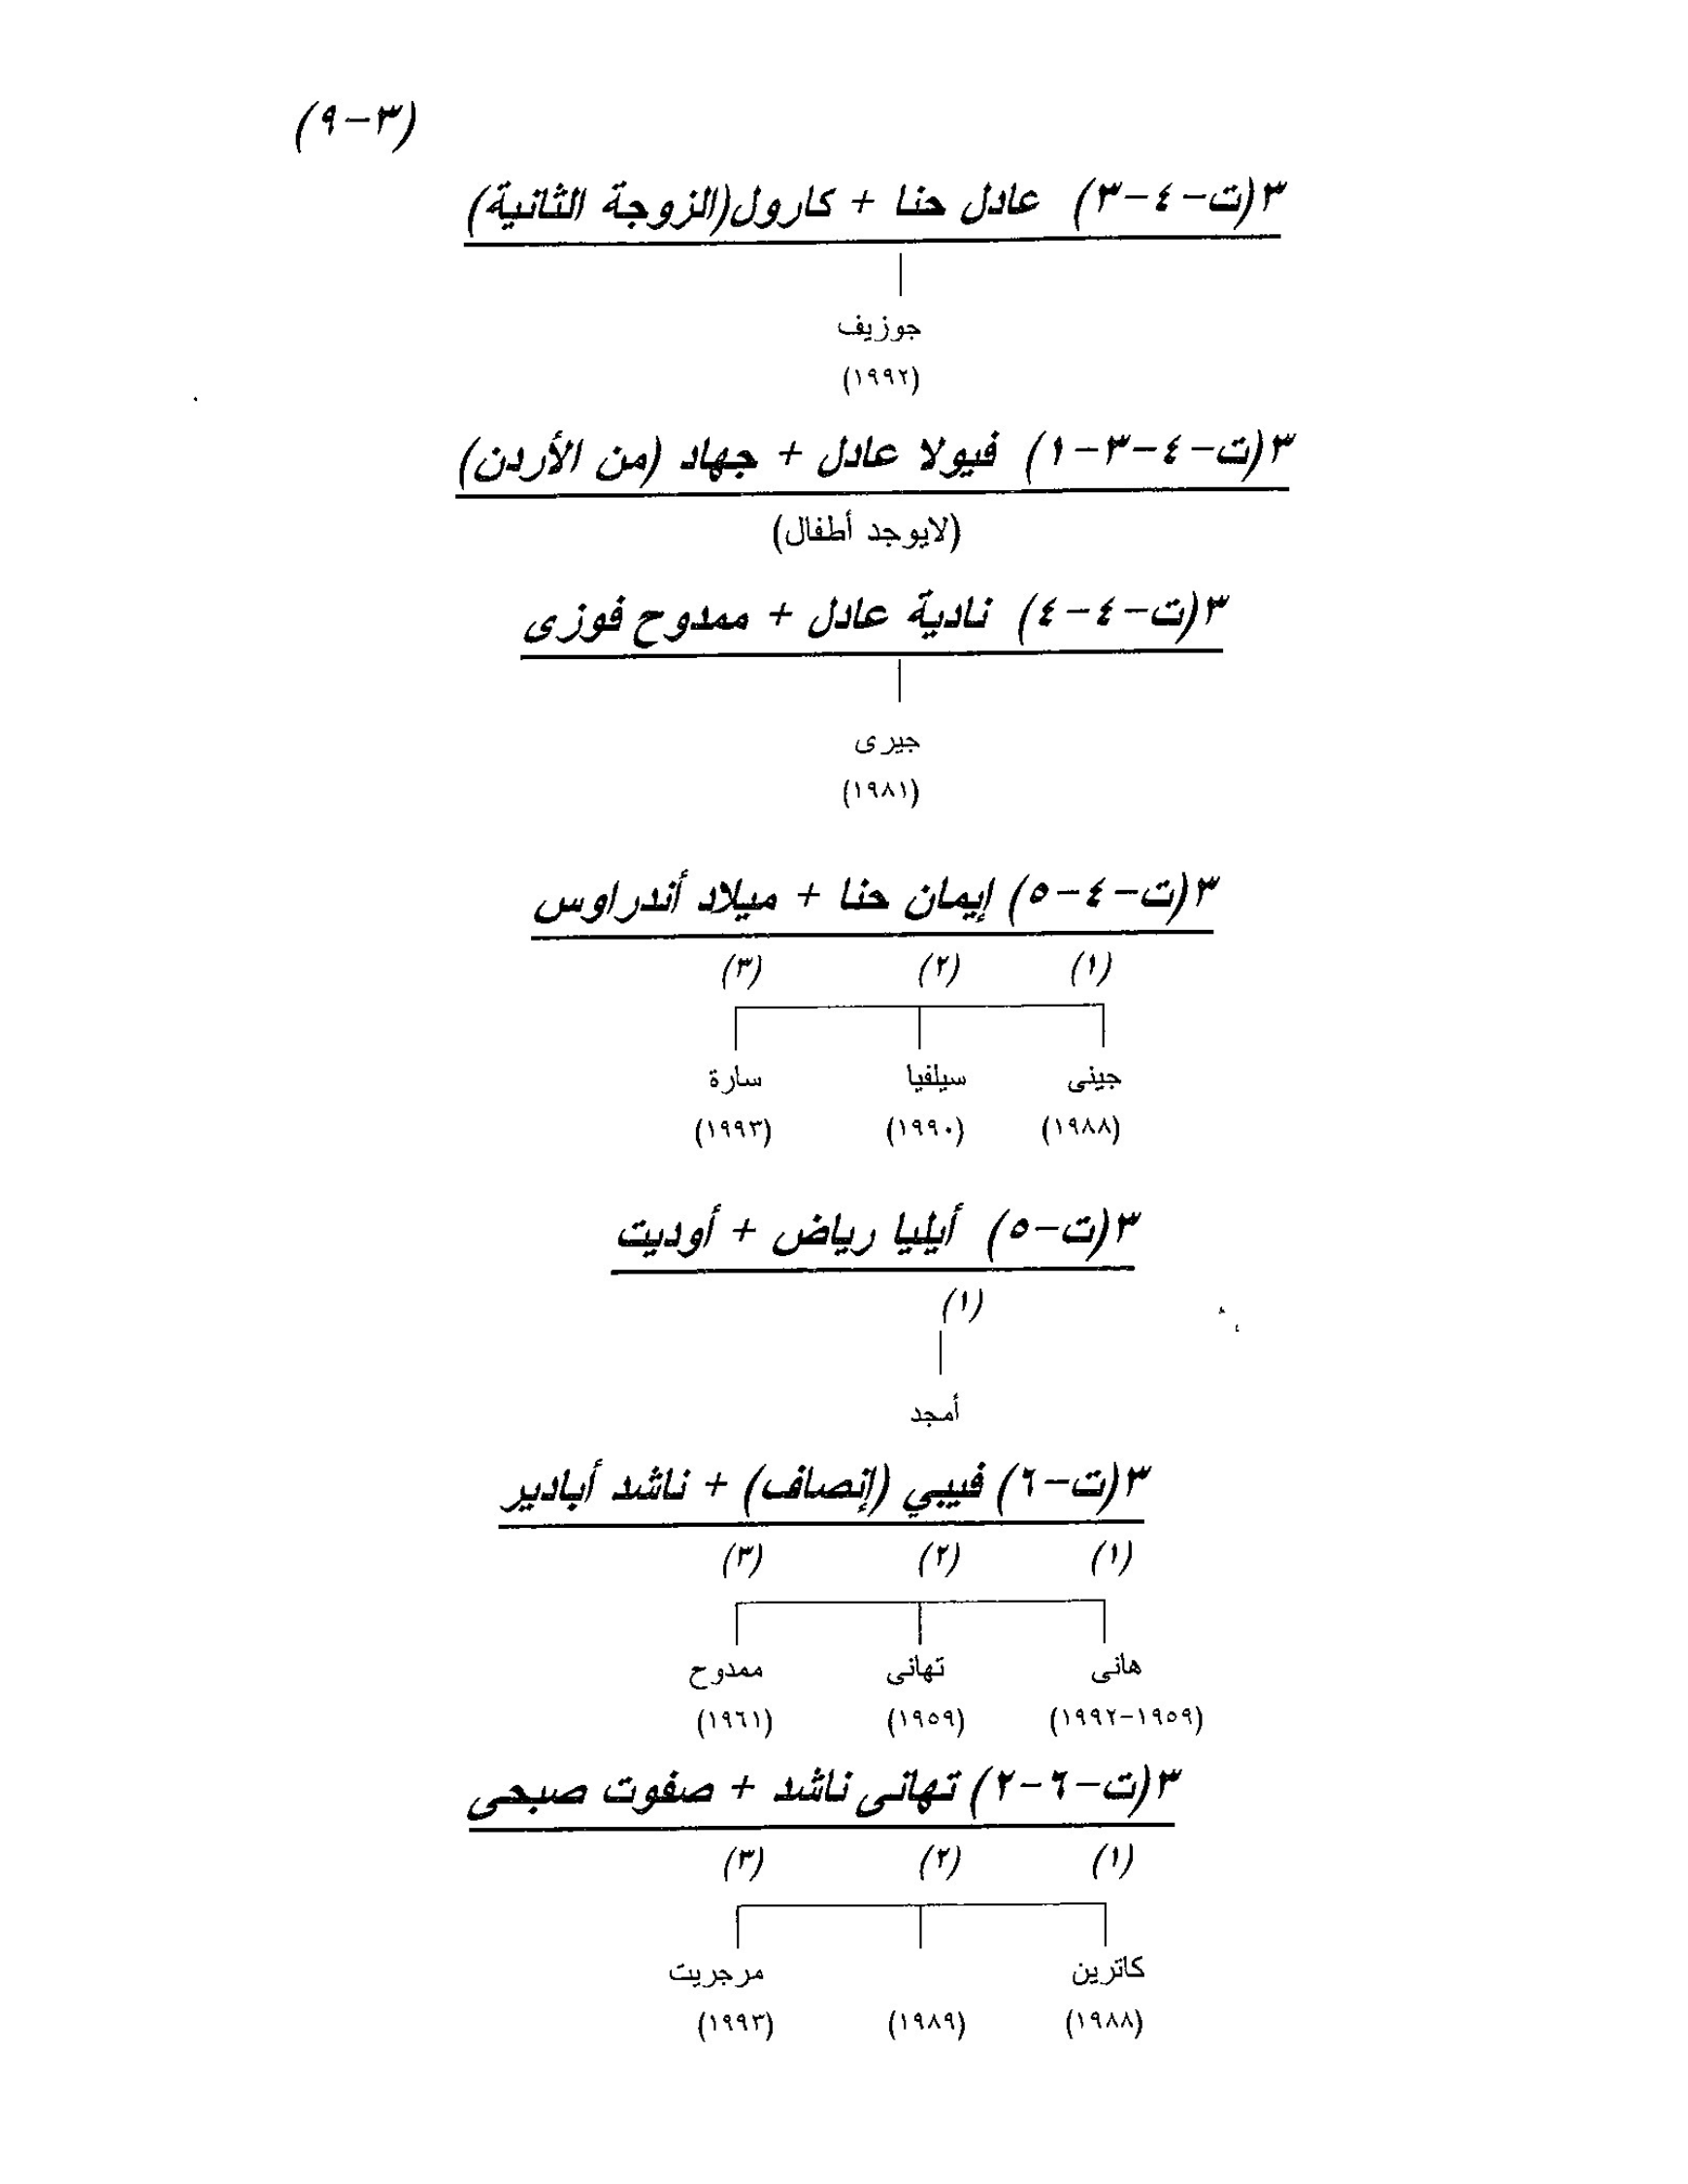 (٣-٩)
٣(ت-٤-٣) عادل حنا + كارول(الزوجة الثانية)
جوزيف
(١٩٩٢)
٣(ت-٤-٣-١) فيولا عادل + جهاد (من الأردن)
(لايوجد أطفال)
٣(ت-٤-٤) نادية عادل + ممدوح فوزى
جيرى
(١٩٨١)
٣(ت-٤-٥) إيمان حنا + ميلاد أندراوس
(١) (٢) (٣)
جينى سيلفيا سارة
(١٩٨٨) (١٩٩٠) (١٩٩٣)
٣(ت-٥) أيليا رياض + أوديت
(١)
أمجد
٣(ت-٦) فيبي (إنصاف) + ناشد أبادير
(١) (٢) (٣)
هانى تهانى ممدوح
(١٩٥٩-١٩٩٢) (١٩٥٩) (١٩٦١)
٣(ت-٦-٢) تهانى ناشد + صفوت صبحى
(١) (٢) (٣)
كاترين مرجريت
(١٩٨٨) (١٩٨٩) (١٩٩٣)